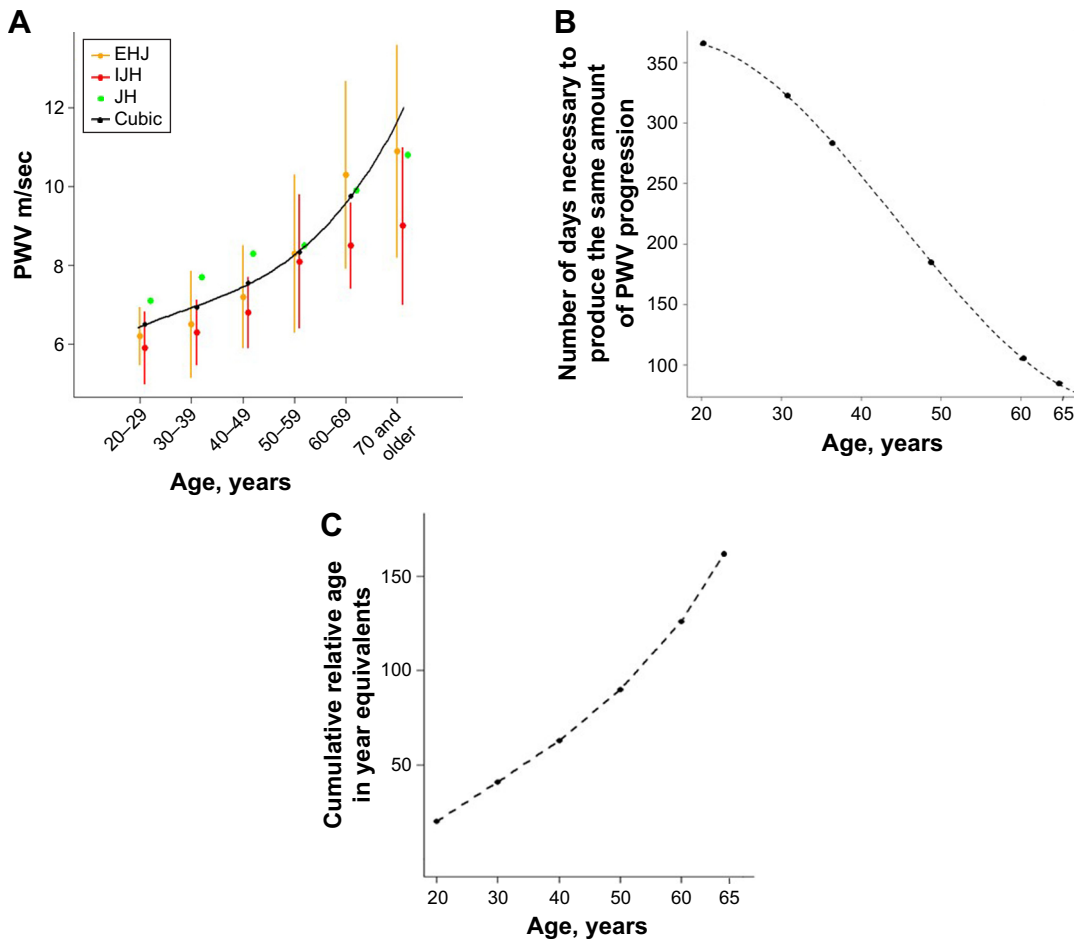 A
EHJ
IJH
JH
Cubic
12
10
8
6
PWV m/sec
20–29
30–39
40–49
50–59
60–69
70 and
older
Age, years
B
350
300
250
200
150
100
Number of days necessary to
produce the same amount
of PWV progression
20
30
40
50
60
65
Age, years
C
150
100
50
Cumulative relative age
in year equivalents
20
30
40
50
60
65
Age, years